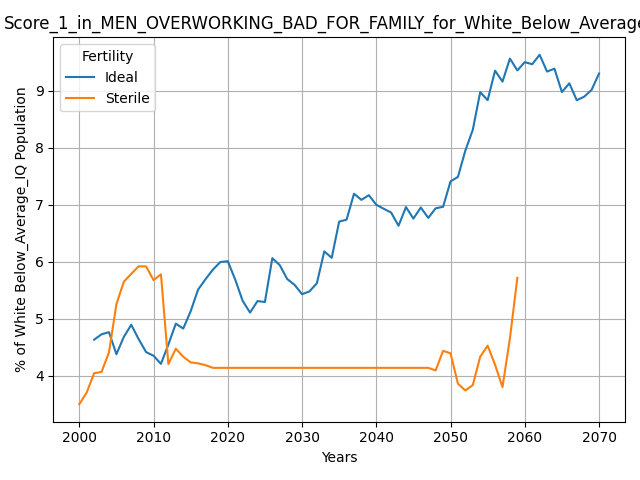 Score_1_in_MEN_OVERWORKING_BAD_FOR_FAMILY_for_White_Below_Average
Fertility
Ideal
Sterile
% of White Below_Average_IQ Population
9
8
7
6
5
4
2000 2010 2020 2030 2040 2050 2060 2070
Years